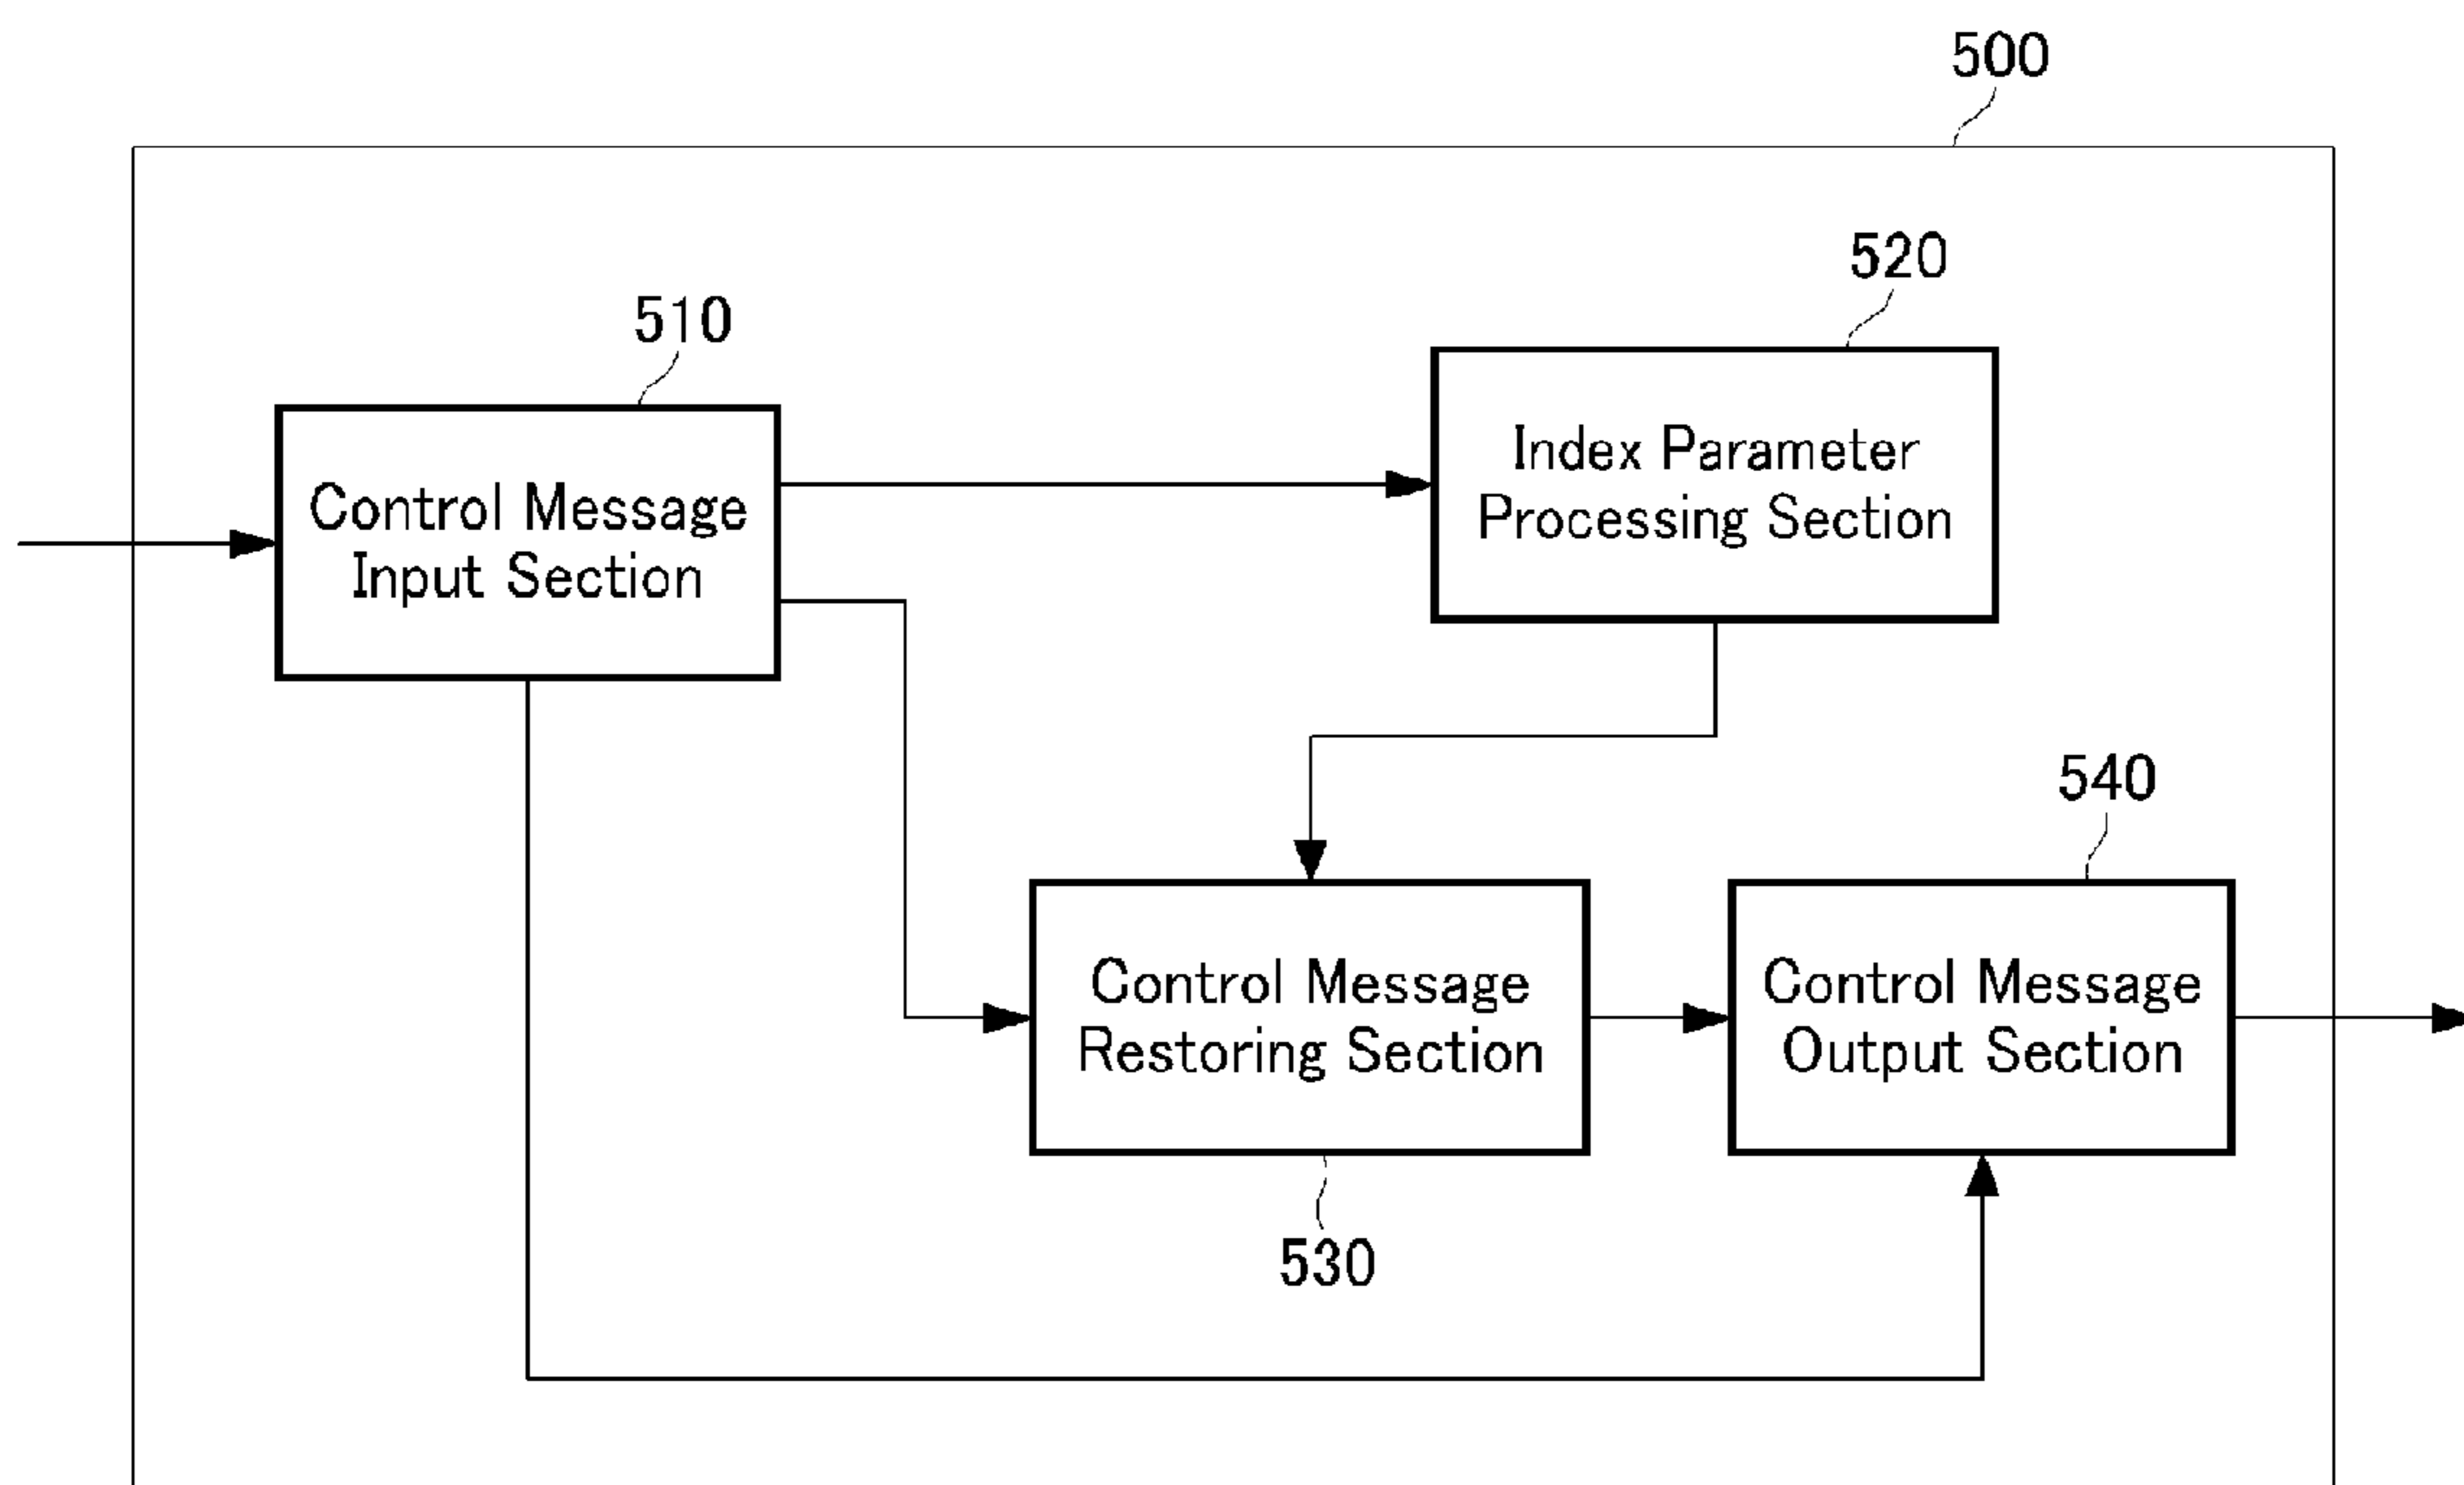 500
520
510
Index Parameter
Processing Section
Control Message
Input Section
540
Control Message
Restoring Section
Control Message
Output Section
530